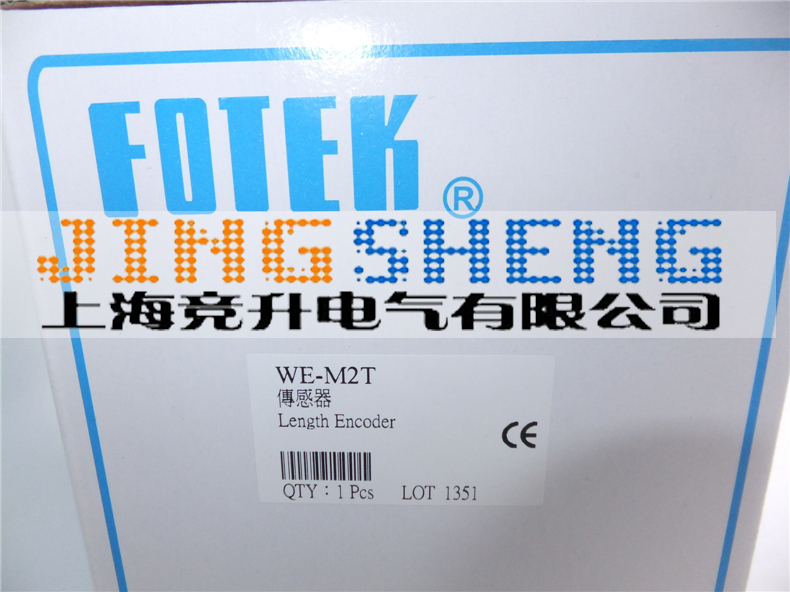 FOTEK ®
JINGSHENG
上海竞升电气有限公司
WE-M2T
傳感器
Length Encoder
CE
QTY：1 Pcs LOT 1351